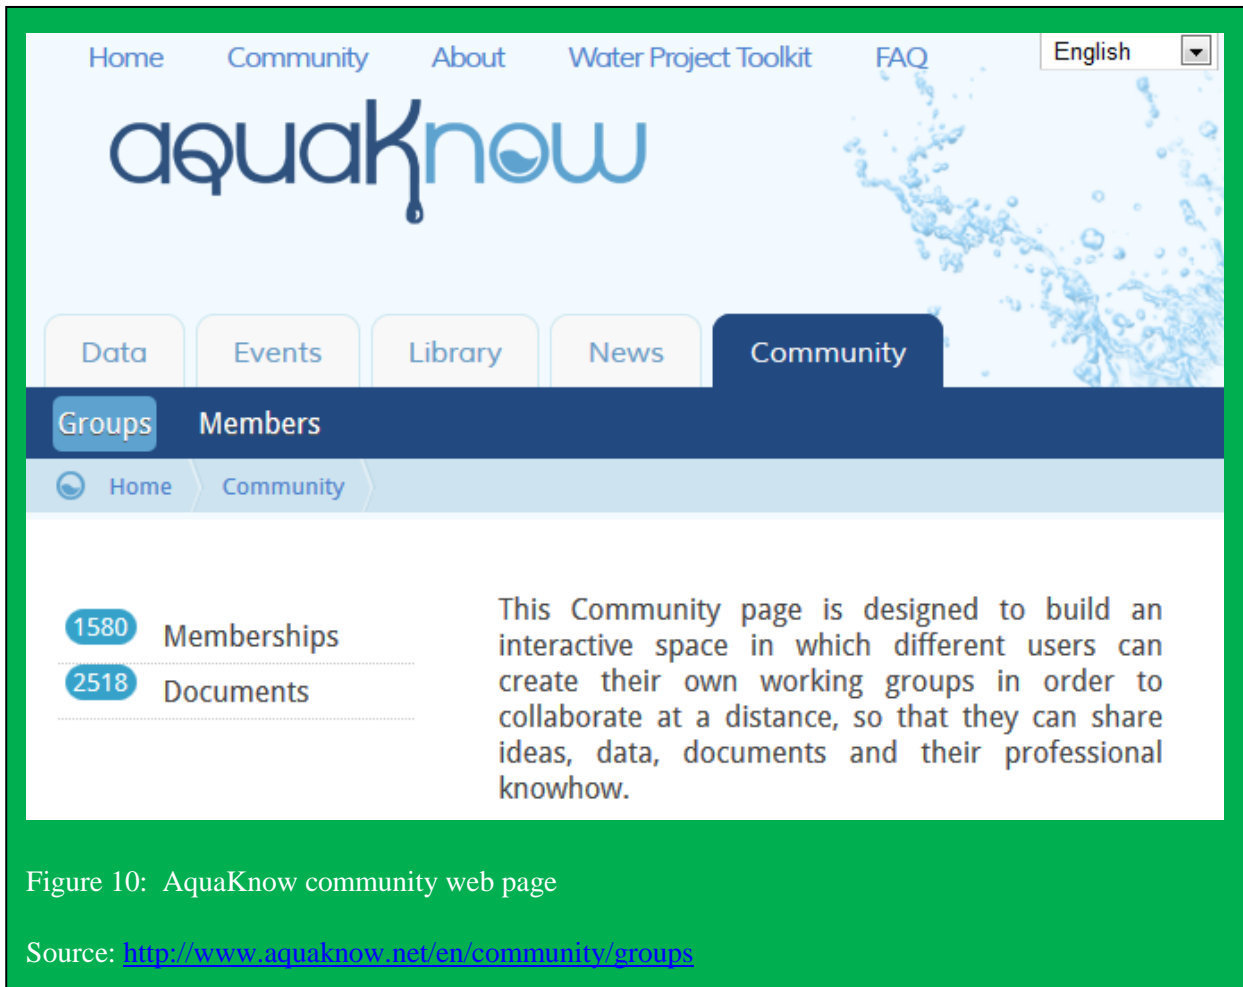 Home Community About Water Project Toolkit FAQ English
aquaknow
Data Events Library News Community
Groups Members
Home Community
1580 Memberships
2518 Documents
This Community page is designed to build an
interactive space in which different users can
create their own working groups in order to
collaborate at a distance, so that they can share
ideas, data, documents and their professional
knowhow.
Figure 10: AquaKnow community web page
Source: http://www.aquaknow.net/en/community/groups